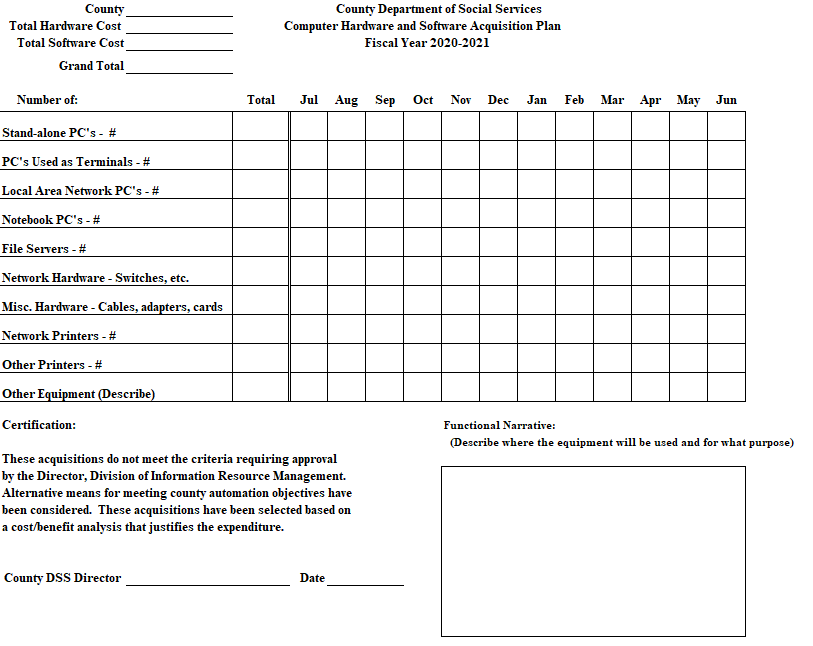 County
County Department of Social Services
Total Hardware Cost
Computer Hardware and Software Acquisition Plan
Total Software Cost
Fiscal Year 2020-2021
Grand Total
Number of: Total Jul Aug Sep Oct Nov Dec Jan Feb Mar Apr May Jun
Stand-alone PC's - #
PC's Used as Terminals - #
Local Area Network PC's - #
Notebook PC's - #
File Servers - #
Network Hardware - Switches, etc.
Misc. Hardware - Cables, adapters, cards
Network Printers - #
Other Printers - #
Other Equipment (Describe)
Certification:
These acquisitions do not meet the criteria requiring approval
by the Director, Division of Information Resource Management.
Alternative means for meeting county automation objectives have
been considered. These acquisitions have been selected based on
a cost/benefit analysis that justifies the expenditure.
County DSS Director Date
Functional Narrative:
(Describe where the equipment will be used and for what purpose)